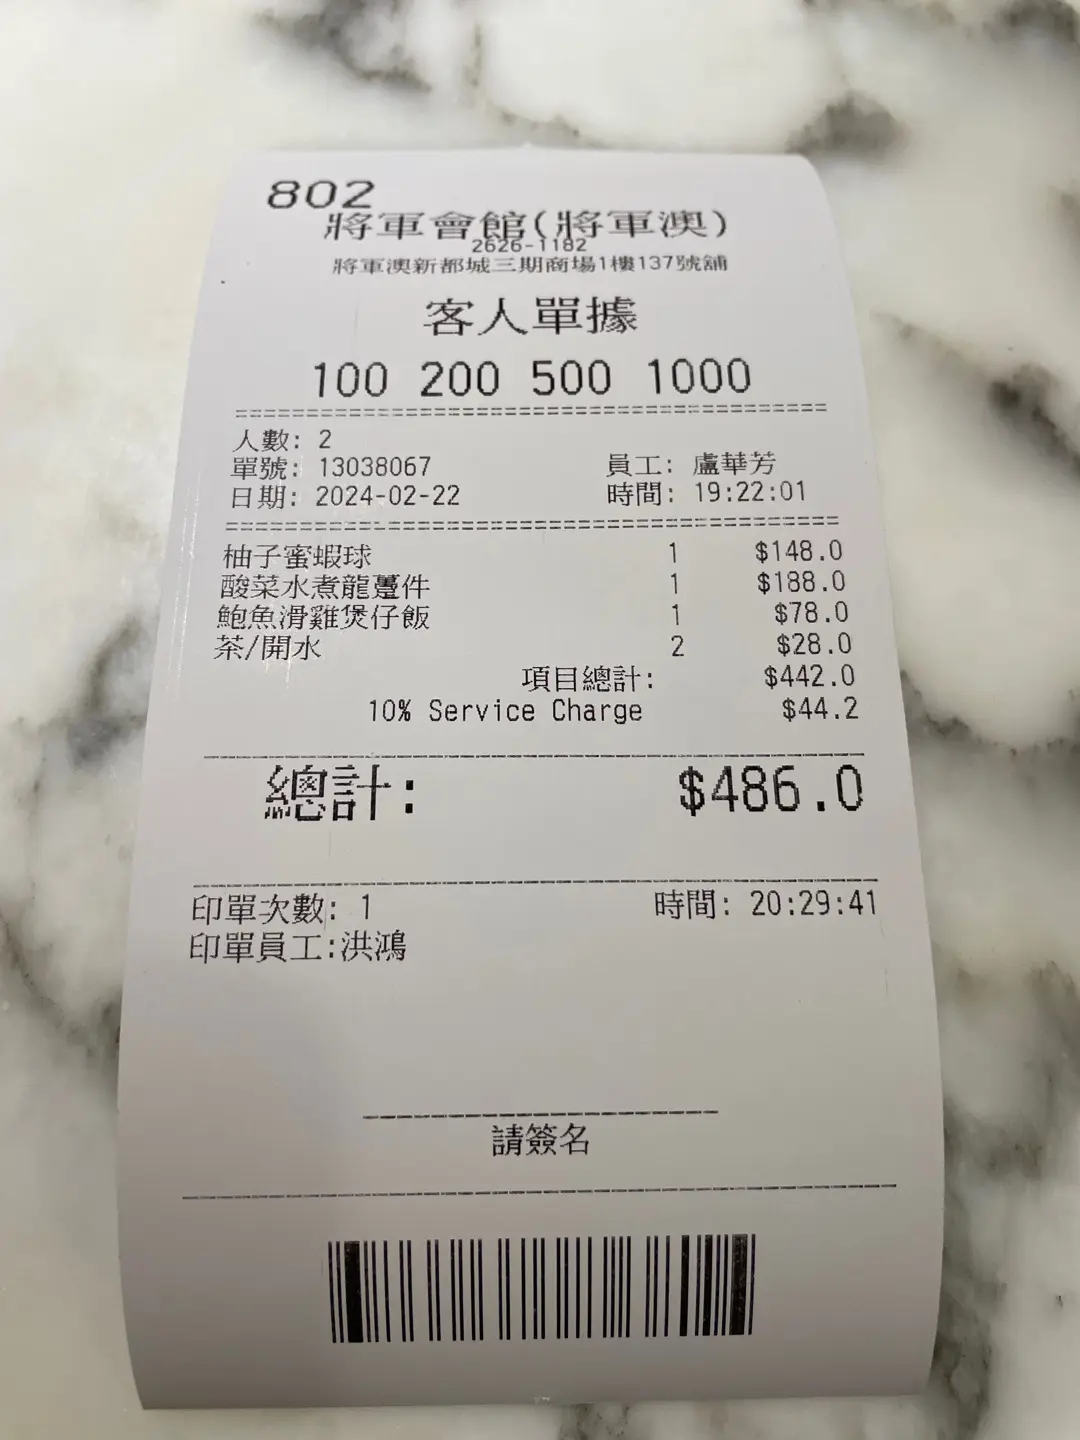 802
將軍會館(將軍澳)
2626-1182
將軍澳新都城三期商場1樓137號舖
客人單據
100 200 500 1000
人數: 2
單號: 13038067 員工: 盧華芳
日期: 2024-02-22 時間: 19:22:01
柚子蜜蝦球 1 $148.0
酸菜水煮龍躉件 1 $188.0
鮑魚滑雞煲仔飯 1 $78.0
茶/開水 2 $28.0
項目總計: $442.0
10% Service Charge $44.2
總計: $486.0
印單次數: 1 時間: 20:29:41
印單員工:洪鴻
請簽名